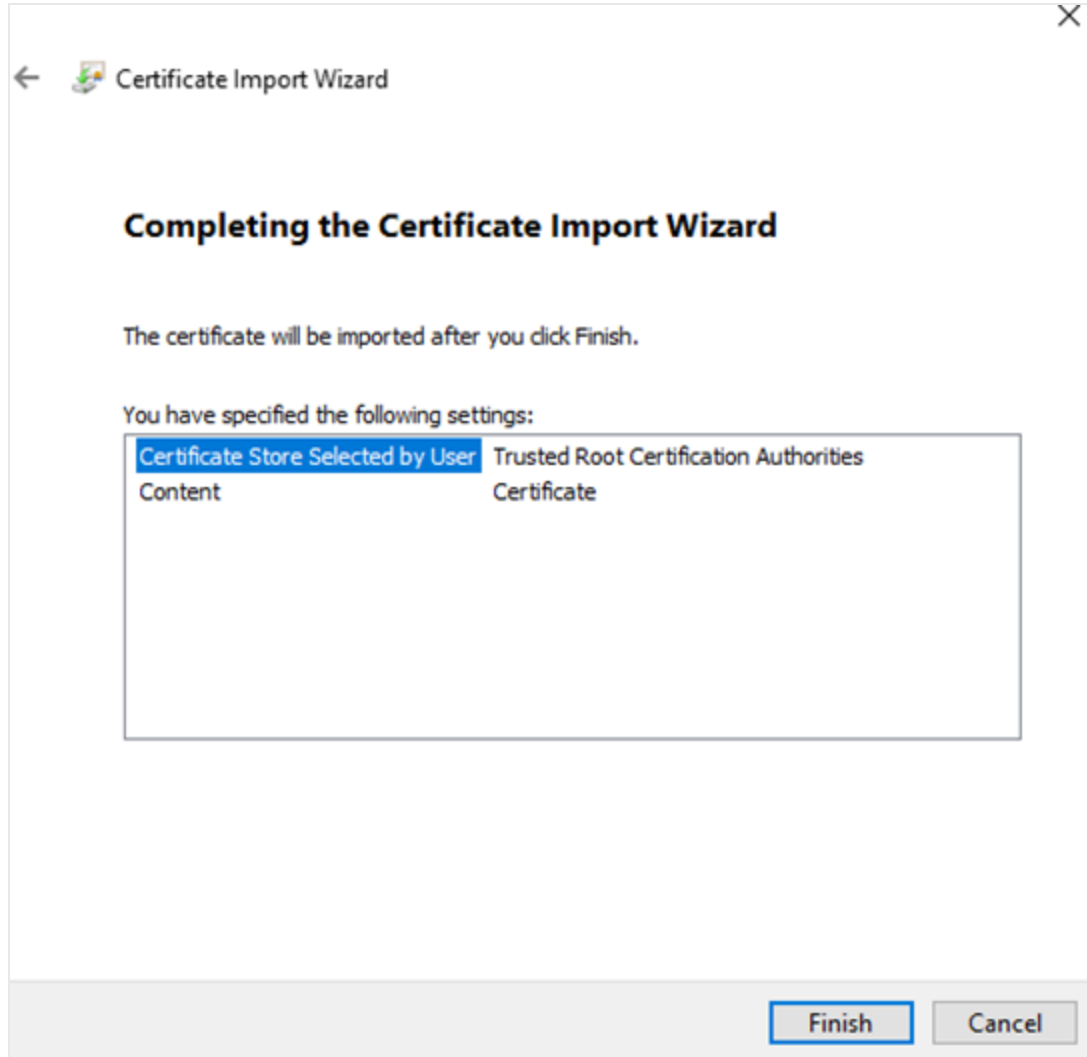 Certificate Import Wizard
Completing the Certificate Import Wizard
The certificate will be imported after you click Finish.
You have specified the following settings:
Certificate Store Selected by User Trusted Root Certification Authorities
Content Certificate
Finish Cancel